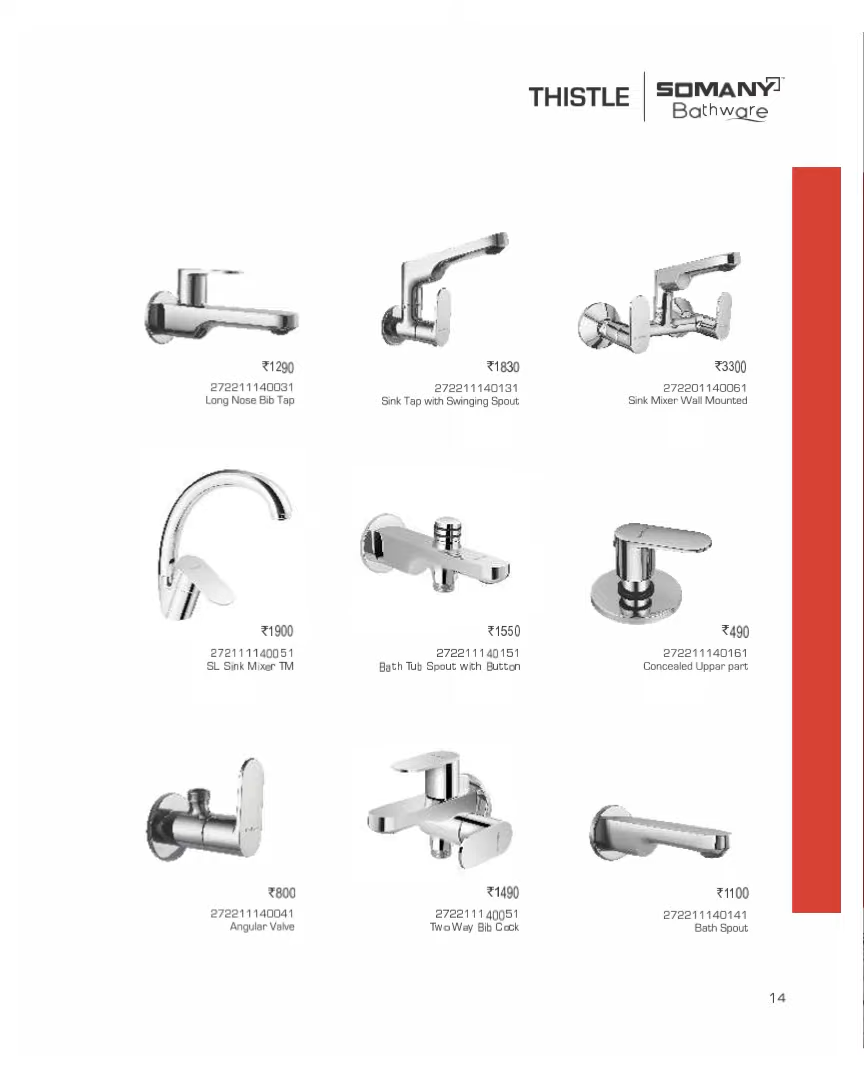 THISTLE
SOMANY™
Bathware
₹1290
272211140031
Long Nose Bib Tap
₹1830
272211140131
Sink Tap with Swinging Spout
₹3300
272201140061
Sink Mixer Wall Mounted
₹1900
272111140051
SL Sink Mixer TM
₹1550
272211140151
Bath Tub Spout with Button
₹490
272211140161
Concealed Uppar part
₹800
272211140041
Angular Valve
₹1490
272211140051
Two Way Bib Cock
₹1100
272211140141
Bath Spout
14